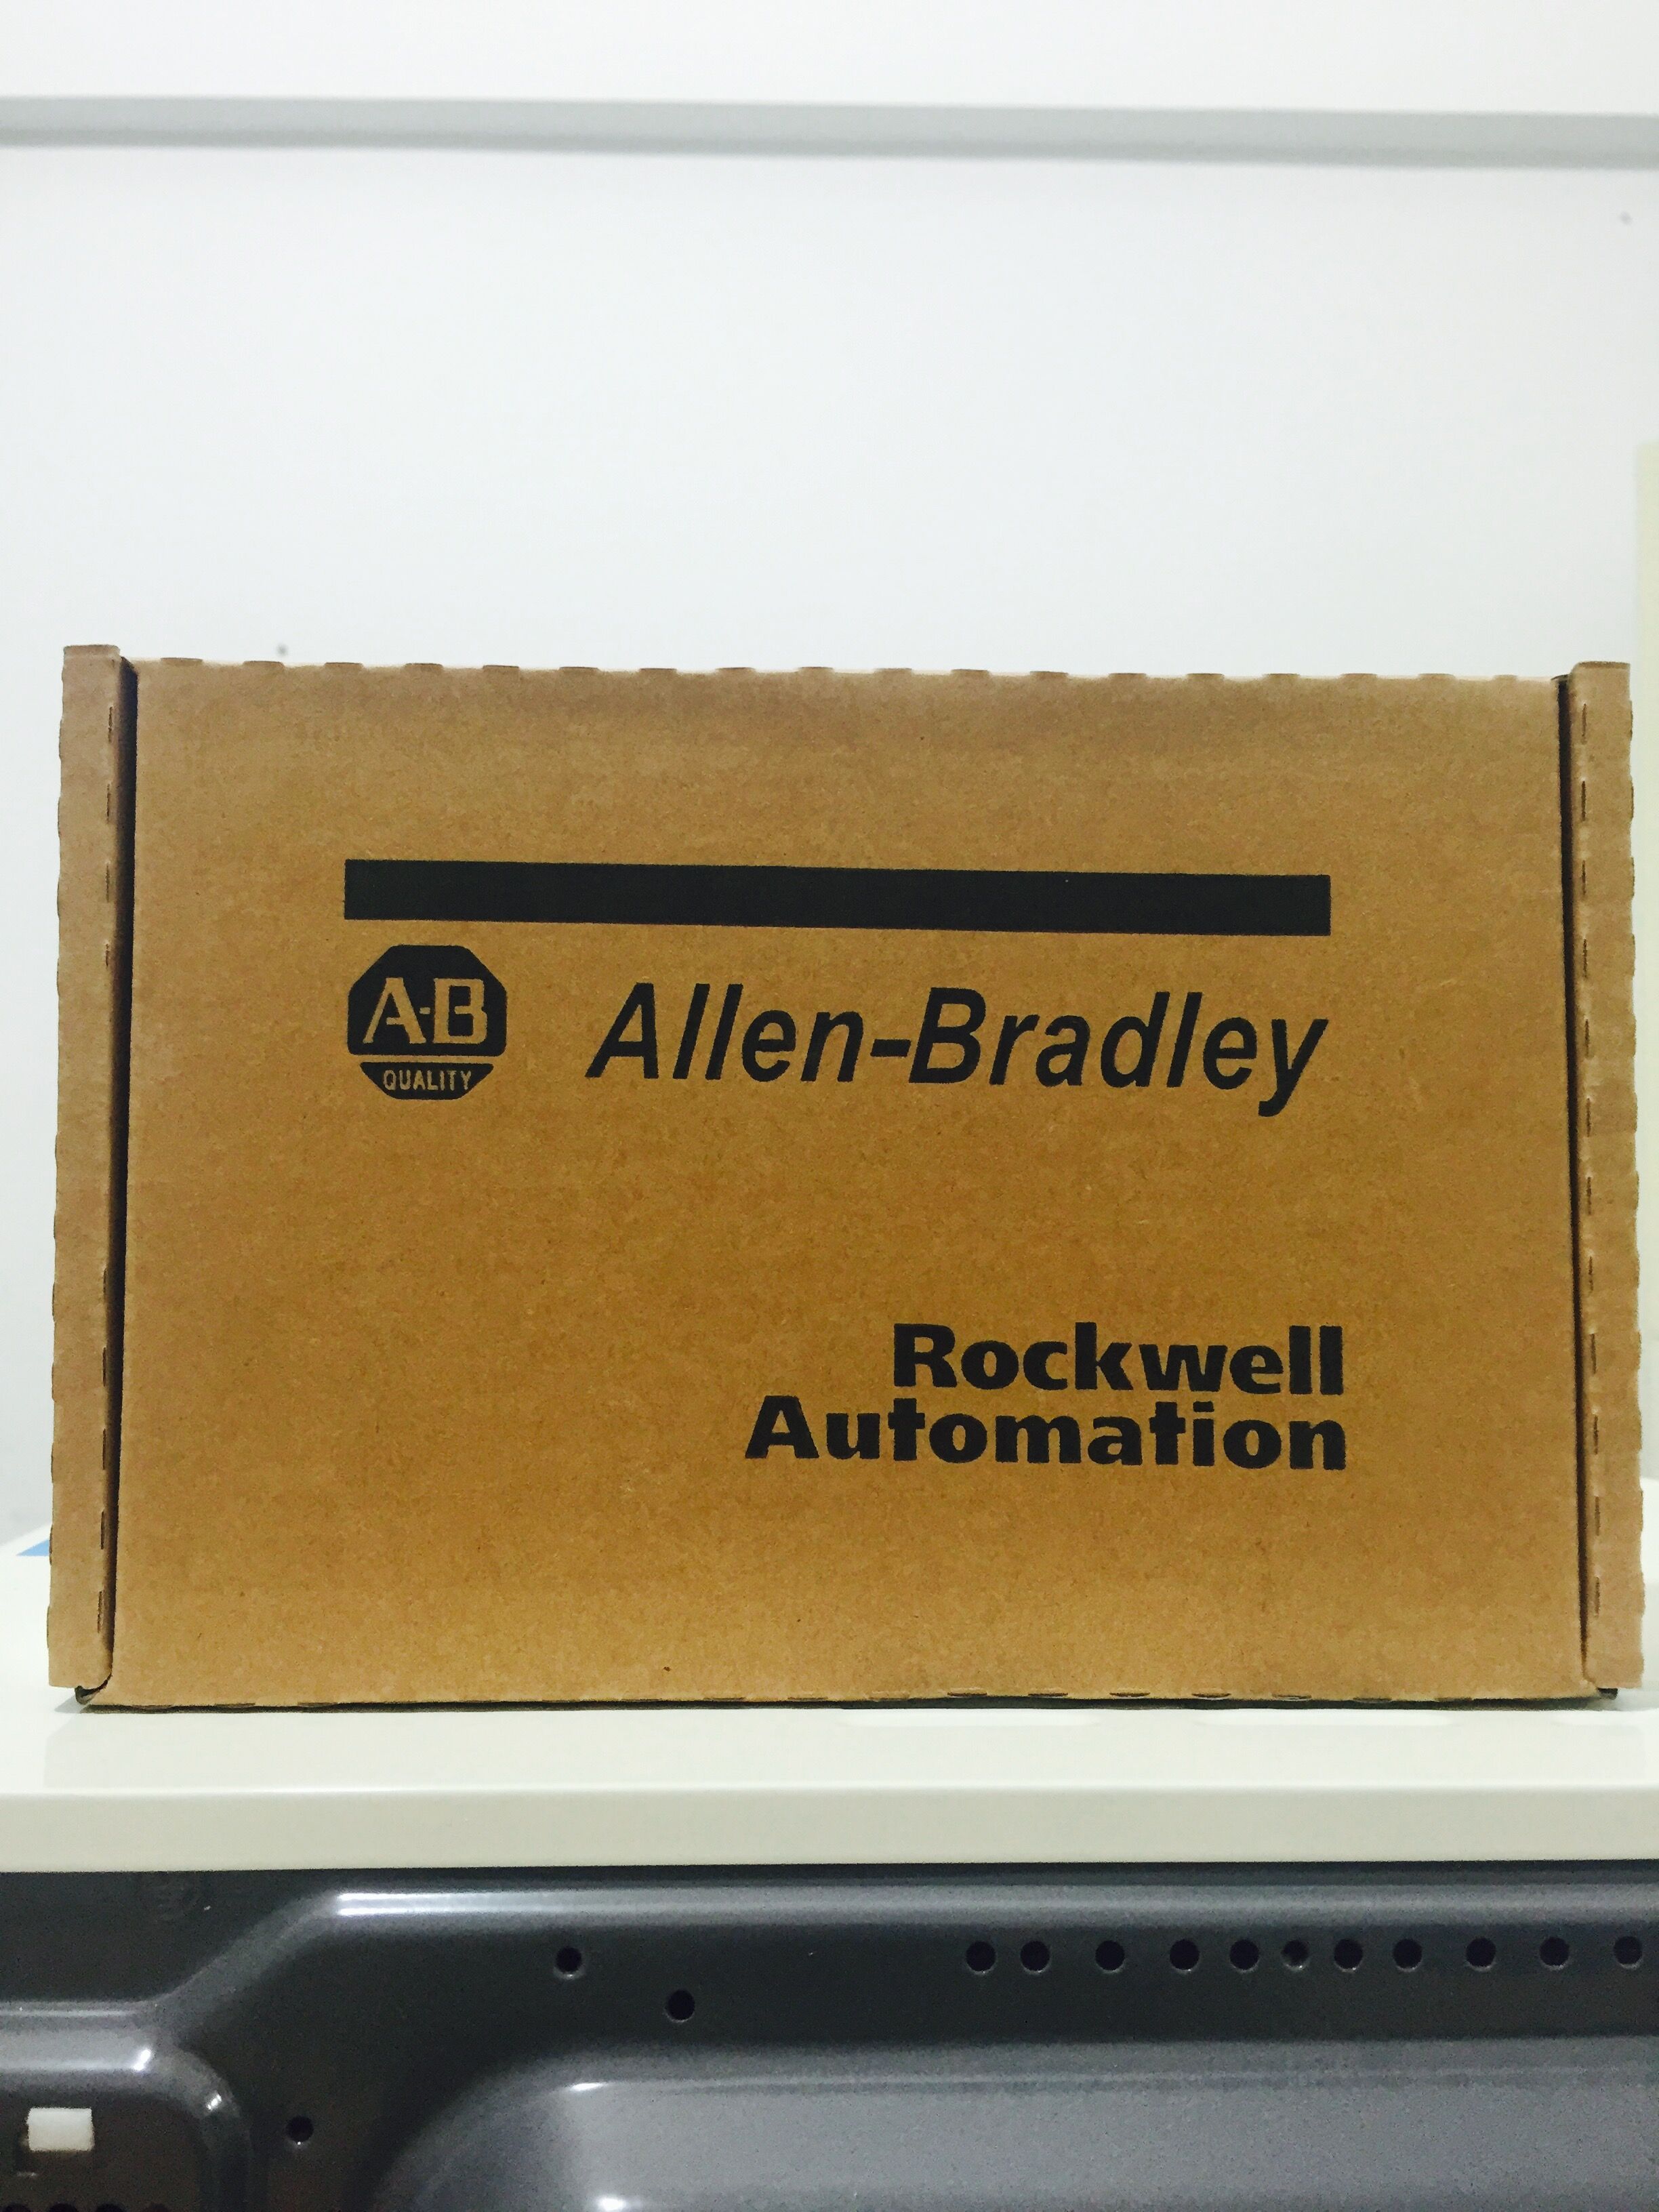 A-B
QUALITY
Allen-Bradley
Rockwell
Automation